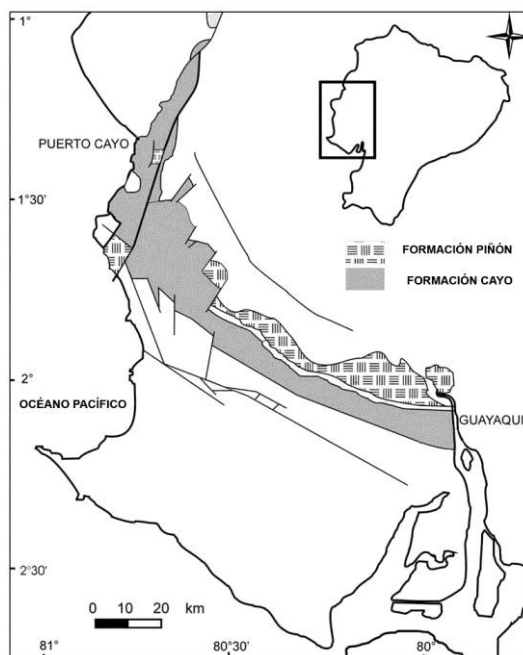 1°
PUERTO CAYO
1°30'
FORMACIÓN PIÑÓN
FORMACIÓN CAYO
2°
OCÉANO PACÍFICO
GUAYAQUI
2°30'
0 10 20 km
81°
80°30'
80°